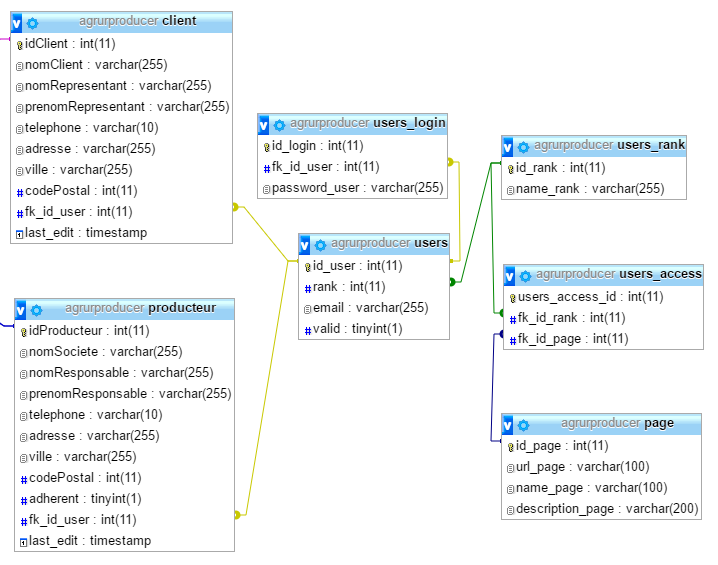 v agrurproducer client
idClient : int(11)
nomClient : varchar(255)
nomRepresentant : varchar(255)
prenomRepresentant : varchar(255)
telephone : varchar(10)
adresse : varchar(255)
ville : varchar(255)
# codePostal : int(11)
# fk_id_user : int(11)
last_edit : timestamp
v agrurproducer producteur
idProducteur : int(11)
nomSociete : varchar(255)
nomResponsable : varchar(255)
prenomResponsable : varchar(255)
telephone : varchar(10)
adresse : varchar(255)
ville : varchar(255)
# codePostal : int(11)
# adherent : tinyint(1)
# fk_id_user : int(11)
last_edit : timestamp
v agrurproducer users_login
id_login : int(11)
# fk_id_user : int(11)
password_user : varchar(255)
v agrurproducer users
id_user : int(11)
# rank : int(11)
email : varchar(255)
# valid : tinyint(1)
v agrurproducer users_rank
id_rank : int(11)
name_rank : varchar(255)
v agrurproducer users_access
users_access_id : int(11)
# fk_id_rank : int(11)
# fk_id_page : int(11)
v agrurproducer page
id_page : int(11)
url_page : varchar(100)
name_page : varchar(100)
description_page : varchar(200)